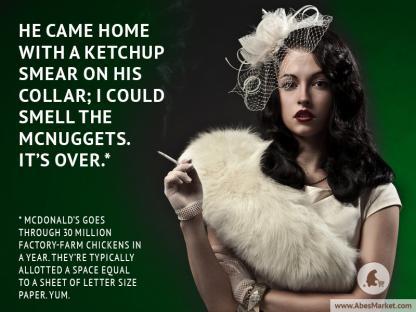 HE CAME HOME
WITH A KETCHUP
SMEAR ON HIS
COLLAR; I COULD
SMELL THE
MCNUGGETS.
IT'S OVER.*
* MCDONALD'S GOES
THROUGH 30 MILLION
FACTORY-FARM CHICKENS IN
A YEAR. THEY'RE TYPICALLY
ALLOTTED A SPACE EQUAL
TO A SHEET OF LETTER SIZE
PAPER. YUM.
www.AbesMarket.com